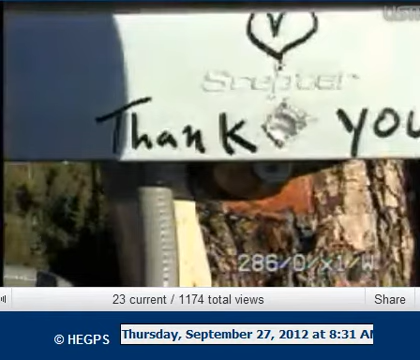 V
Scepter
Thank you
286/0/x1/W
23 current / 1174 total views
Share
© HEGPS
Thursday, September 27, 2012 at 8:31 A